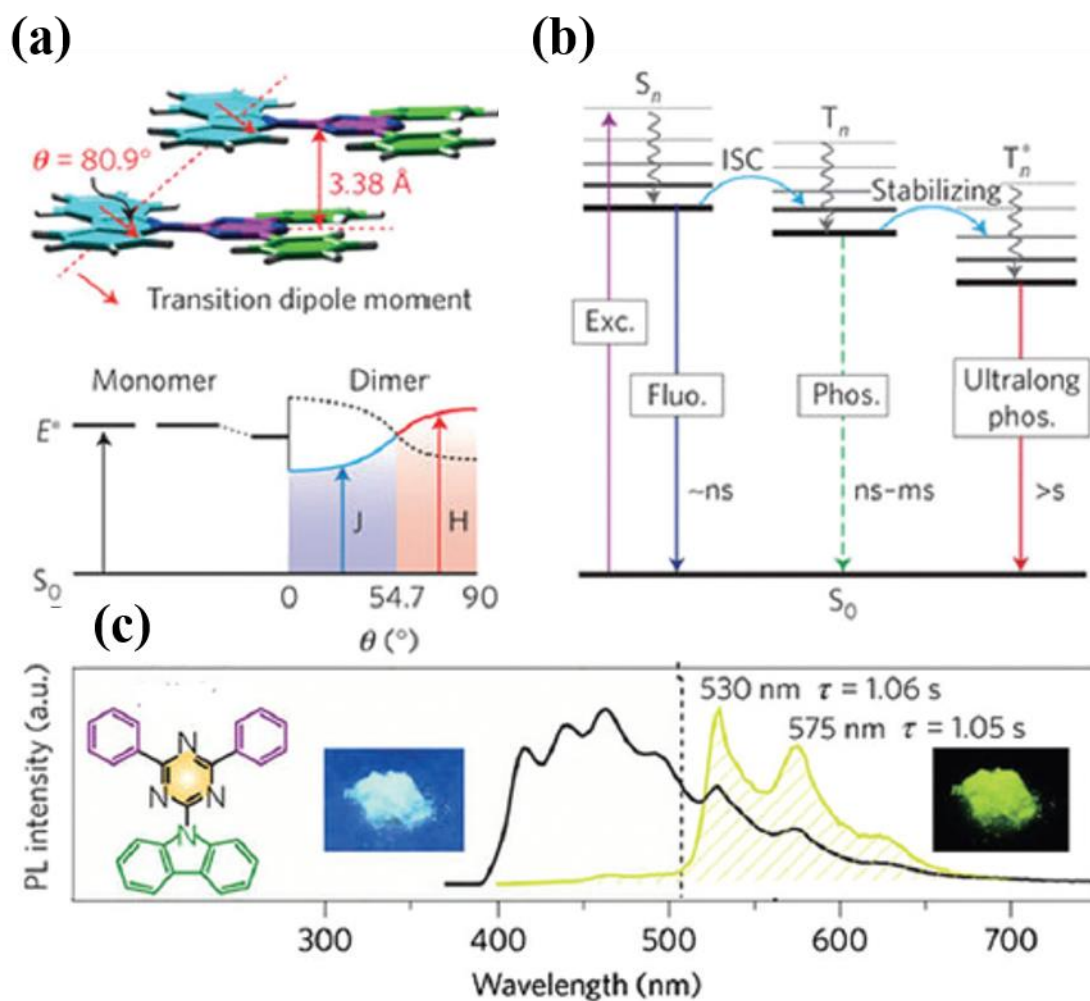 (a)
θ = 80.9°
3.38 Å
Transition dipole moment
Monomer
Dimer
E*
J
H
S₀
0
54.7
90
θ (°)
(b)
Sₙ
Tₙ
Tₙ*
ISC
Stabilizing
Exc.
Fluo.
Phos.
Ultralong
phos.
~ns
ns–ms
>s
S₀
(c)
PL intensity (a.u.)
530 nm τ = 1.06 s
575 nm τ = 1.05 s
N
N
N
N
300
400
500
600
700
Wavelength (nm)